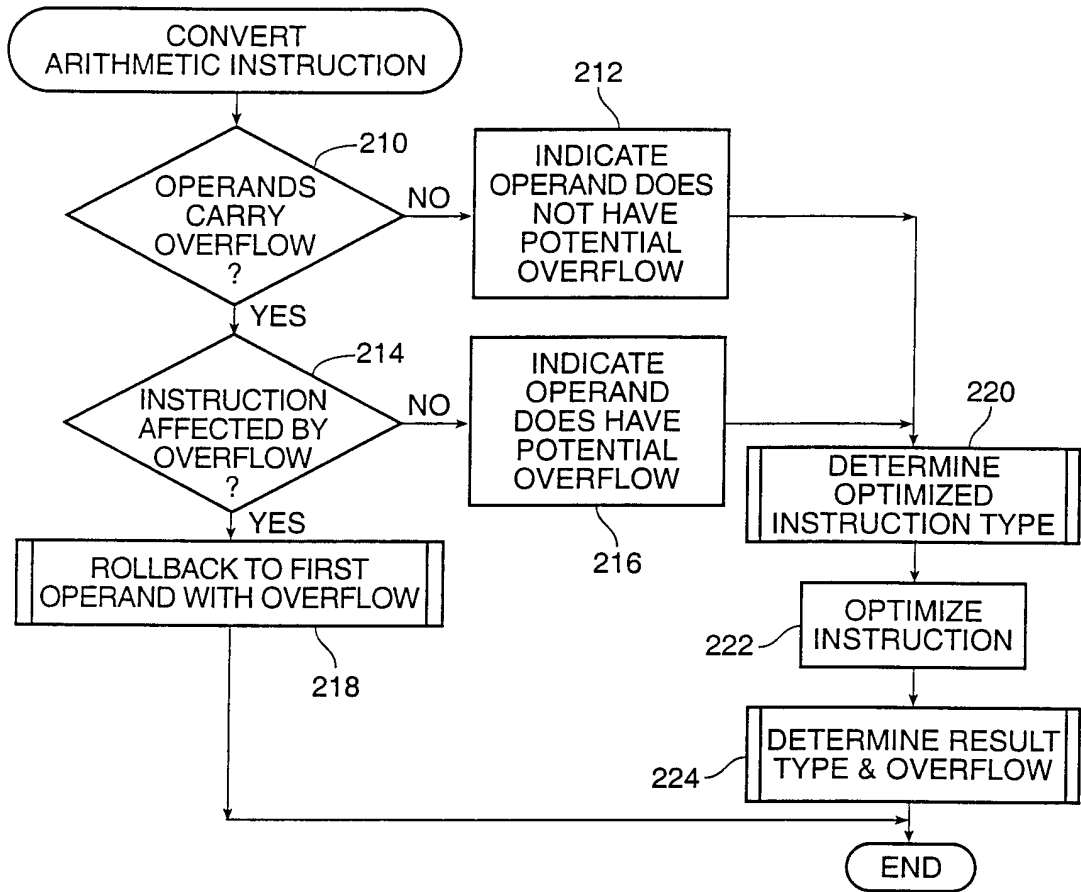 CONVERT
ARITHMETIC INSTRUCTION
210
OPERANDS
CARRY
OVERFLOW
?
NO
YES
212
INDICATE
OPERAND DOES
NOT HAVE
POTENTIAL
OVERFLOW
214
INSTRUCTION
AFFECTED BY
OVERFLOW
?
NO
YES
INDICATE
OPERAND
DOES HAVE
POTENTIAL
OVERFLOW
216
ROLLBACK TO FIRST
OPERAND WITH OVERFLOW
218
220
DETERMINE
OPTIMIZED
INSTRUCTION TYPE
OPTIMIZE
INSTRUCTION
222
DETERMINE RESULT
TYPE & OVERFLOW
224
END